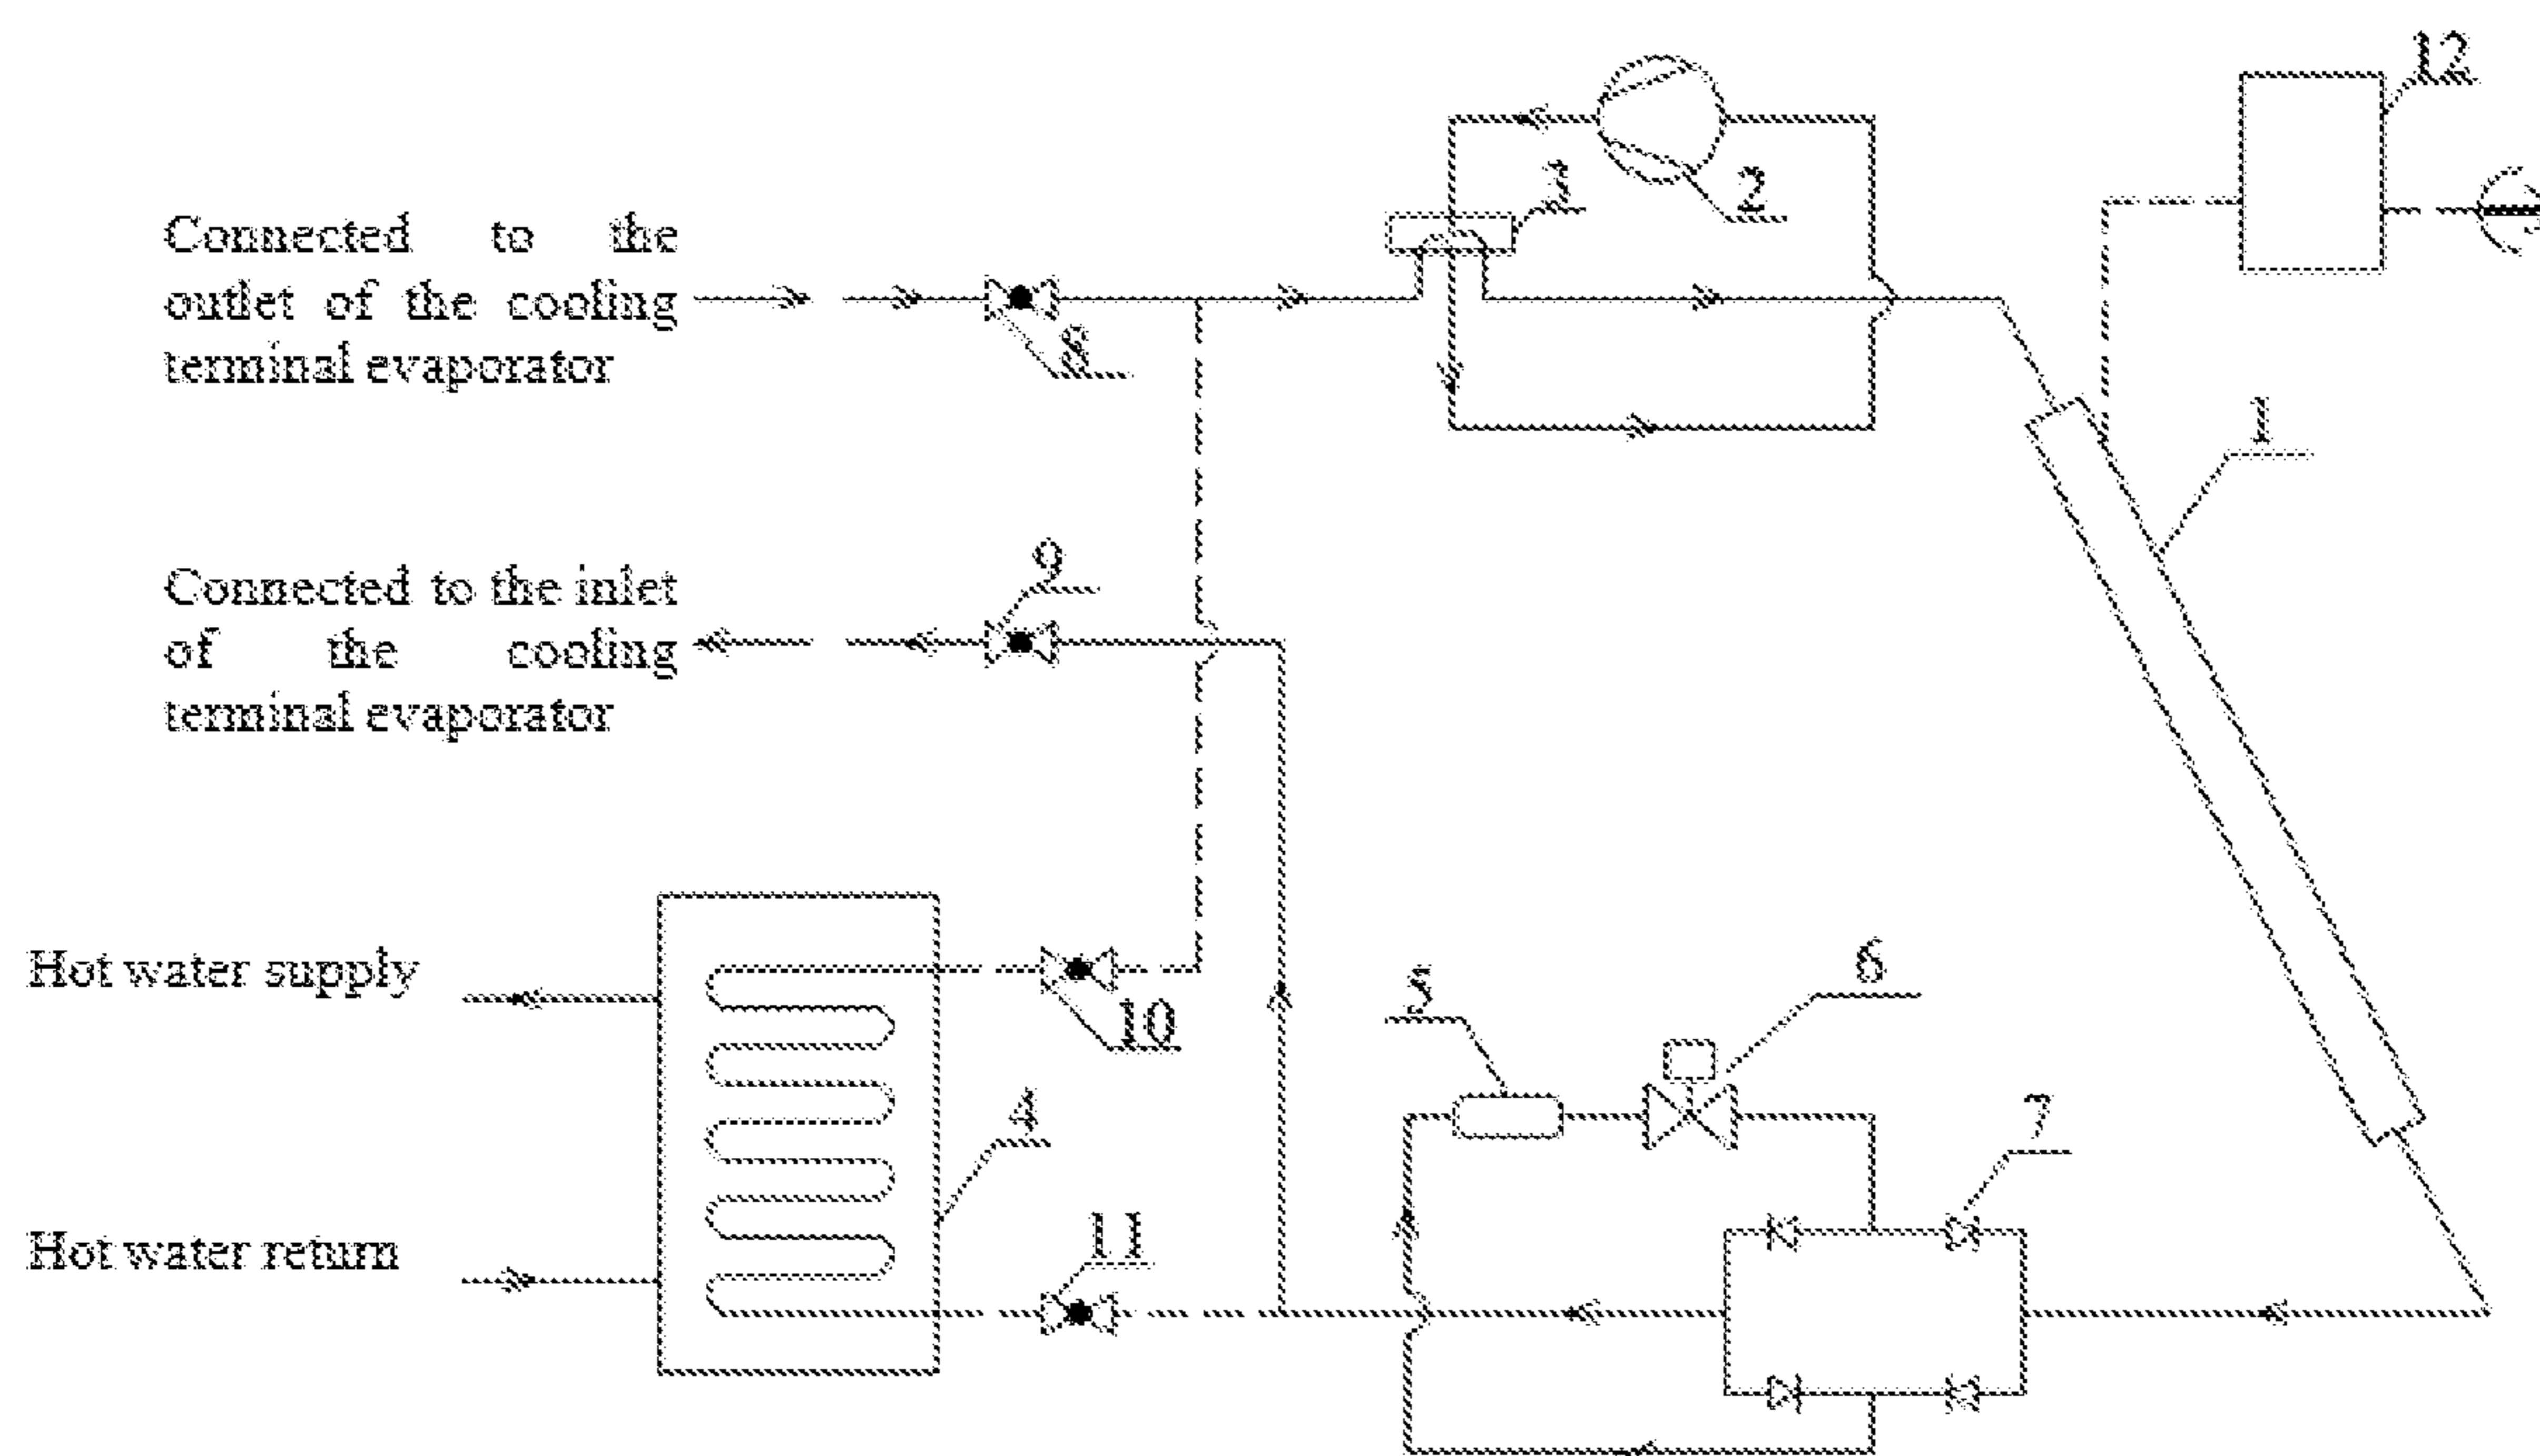 12
3
2
Connected to the
outlet of the cooling
terminal evaporator
8
1
9
Connected to the inlet
of the cooling
terminal evaporator
Hot water supply
10
5
6
4
7
11
Hot water return